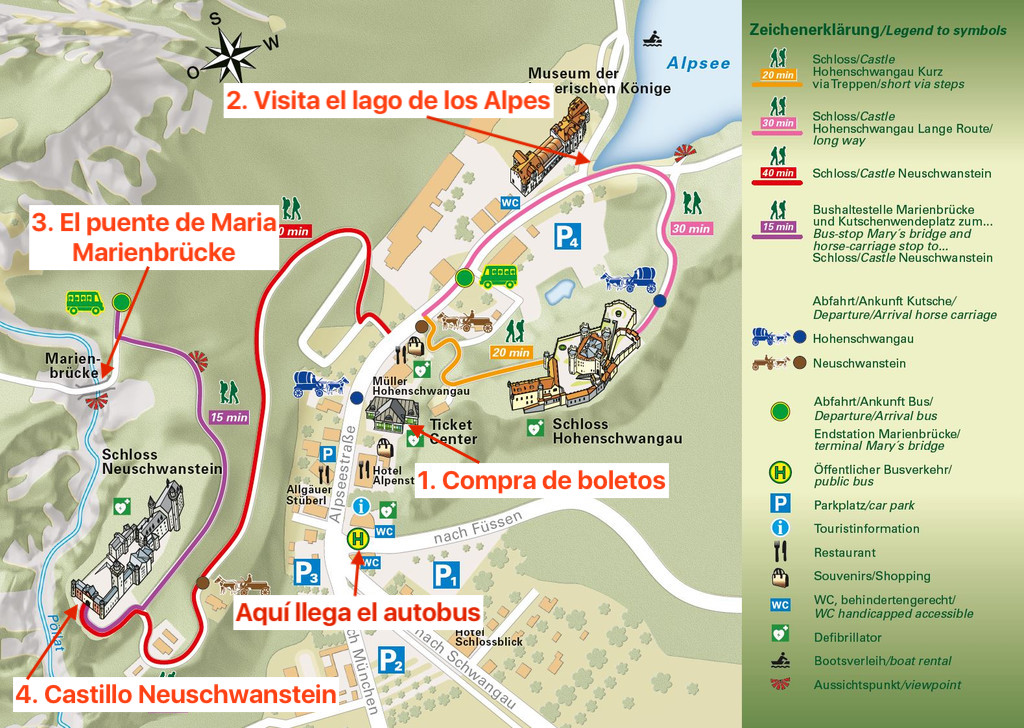 S
W
O
Alpsee
Museum der
erischen Könige
2. Visita el lago de los Alpes
WC
P4
30 min
3. El puente de Maria
Marienbrücke
0 min
20 min
Marien-
brücke
15 min
Müller
Hohenschwangau
Ticket
Center
Schloss
Hohenschwangau
Schloss
Neuschwanstein
P
Hotel
Alpenst
Allgäuer
Stüberl
Alpseestraße
1. Compra de boletos
i
WC
H
WC
nach Füssen
P3
P1
Aquí llega el autobus
Hotel
Schlossblick
P2
ch München
nach Schwangau
Pöllat
4. Castillo Neuschwanstein
Zeichenerklärung/Legend to symbols
20 min
Schloss/Castle
Hohenschwangau Kurz
via Treppen/short via steps
30 min
Schloss/Castle
Hohenschwangau Lange Route/
long way
40 min
Schloss/Castle Neuschwanstein
15 min
Bushaltestelle Marienbrücke
und Kutschenwendeplatz zum...
Bus-stop Mary´s bridge and
horse-carriage stop to...
Schloss/Castle Neuschwanstein
Abfahrt/Ankunft Kutsche/
Departure/Arrival horse carriage
Hohenschwangau
Neuschwanstein
Abfahrt/Ankunft Bus/
Departure/Arrival bus
Endstation Marienbrücke/
terminal Mary´s bridge
H
Öffentlicher Busverkehr/
public bus
P
Parkplatz/car park
i
Touristinformation
Restaurant
Souvenirs/Shopping
WC
WC, behindertengerecht/
WC handicapped accessible
Defibrillator
Bootsverleih/boat rental
Aussichtspunkt/viewpoint